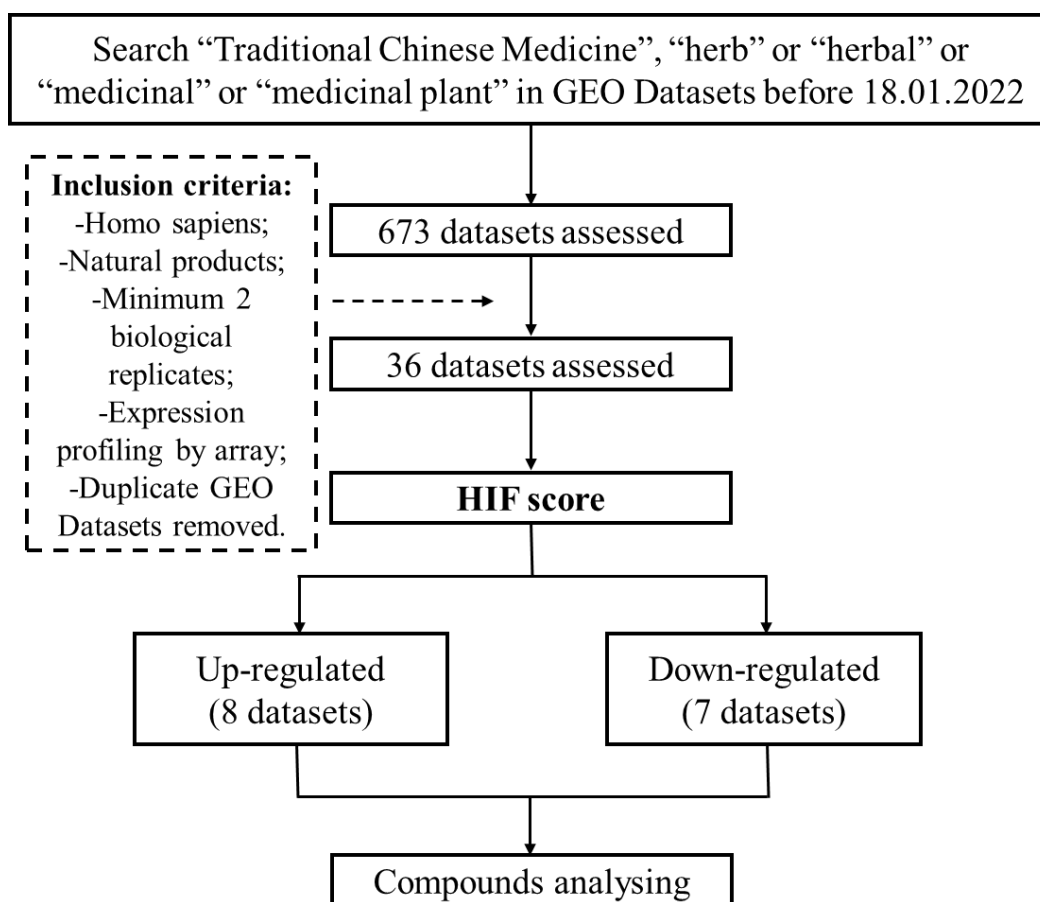 Search “Traditional Chinese Medicine”, “herb” or “herbal” or
“medicinal” or “medicinal plant” in GEO Datasets before 18.01.2022
Inclusion criteria:
-Homo sapiens;
-Natural products;
-Minimum 2
biological
replicates;
-Expression
profiling by array;
-Duplicate GEO
Datasets removed.
673 datasets assessed
36 datasets assessed
HIF score
Up-regulated
(8 datasets)
Down-regulated
(7 datasets)
Compounds analysing